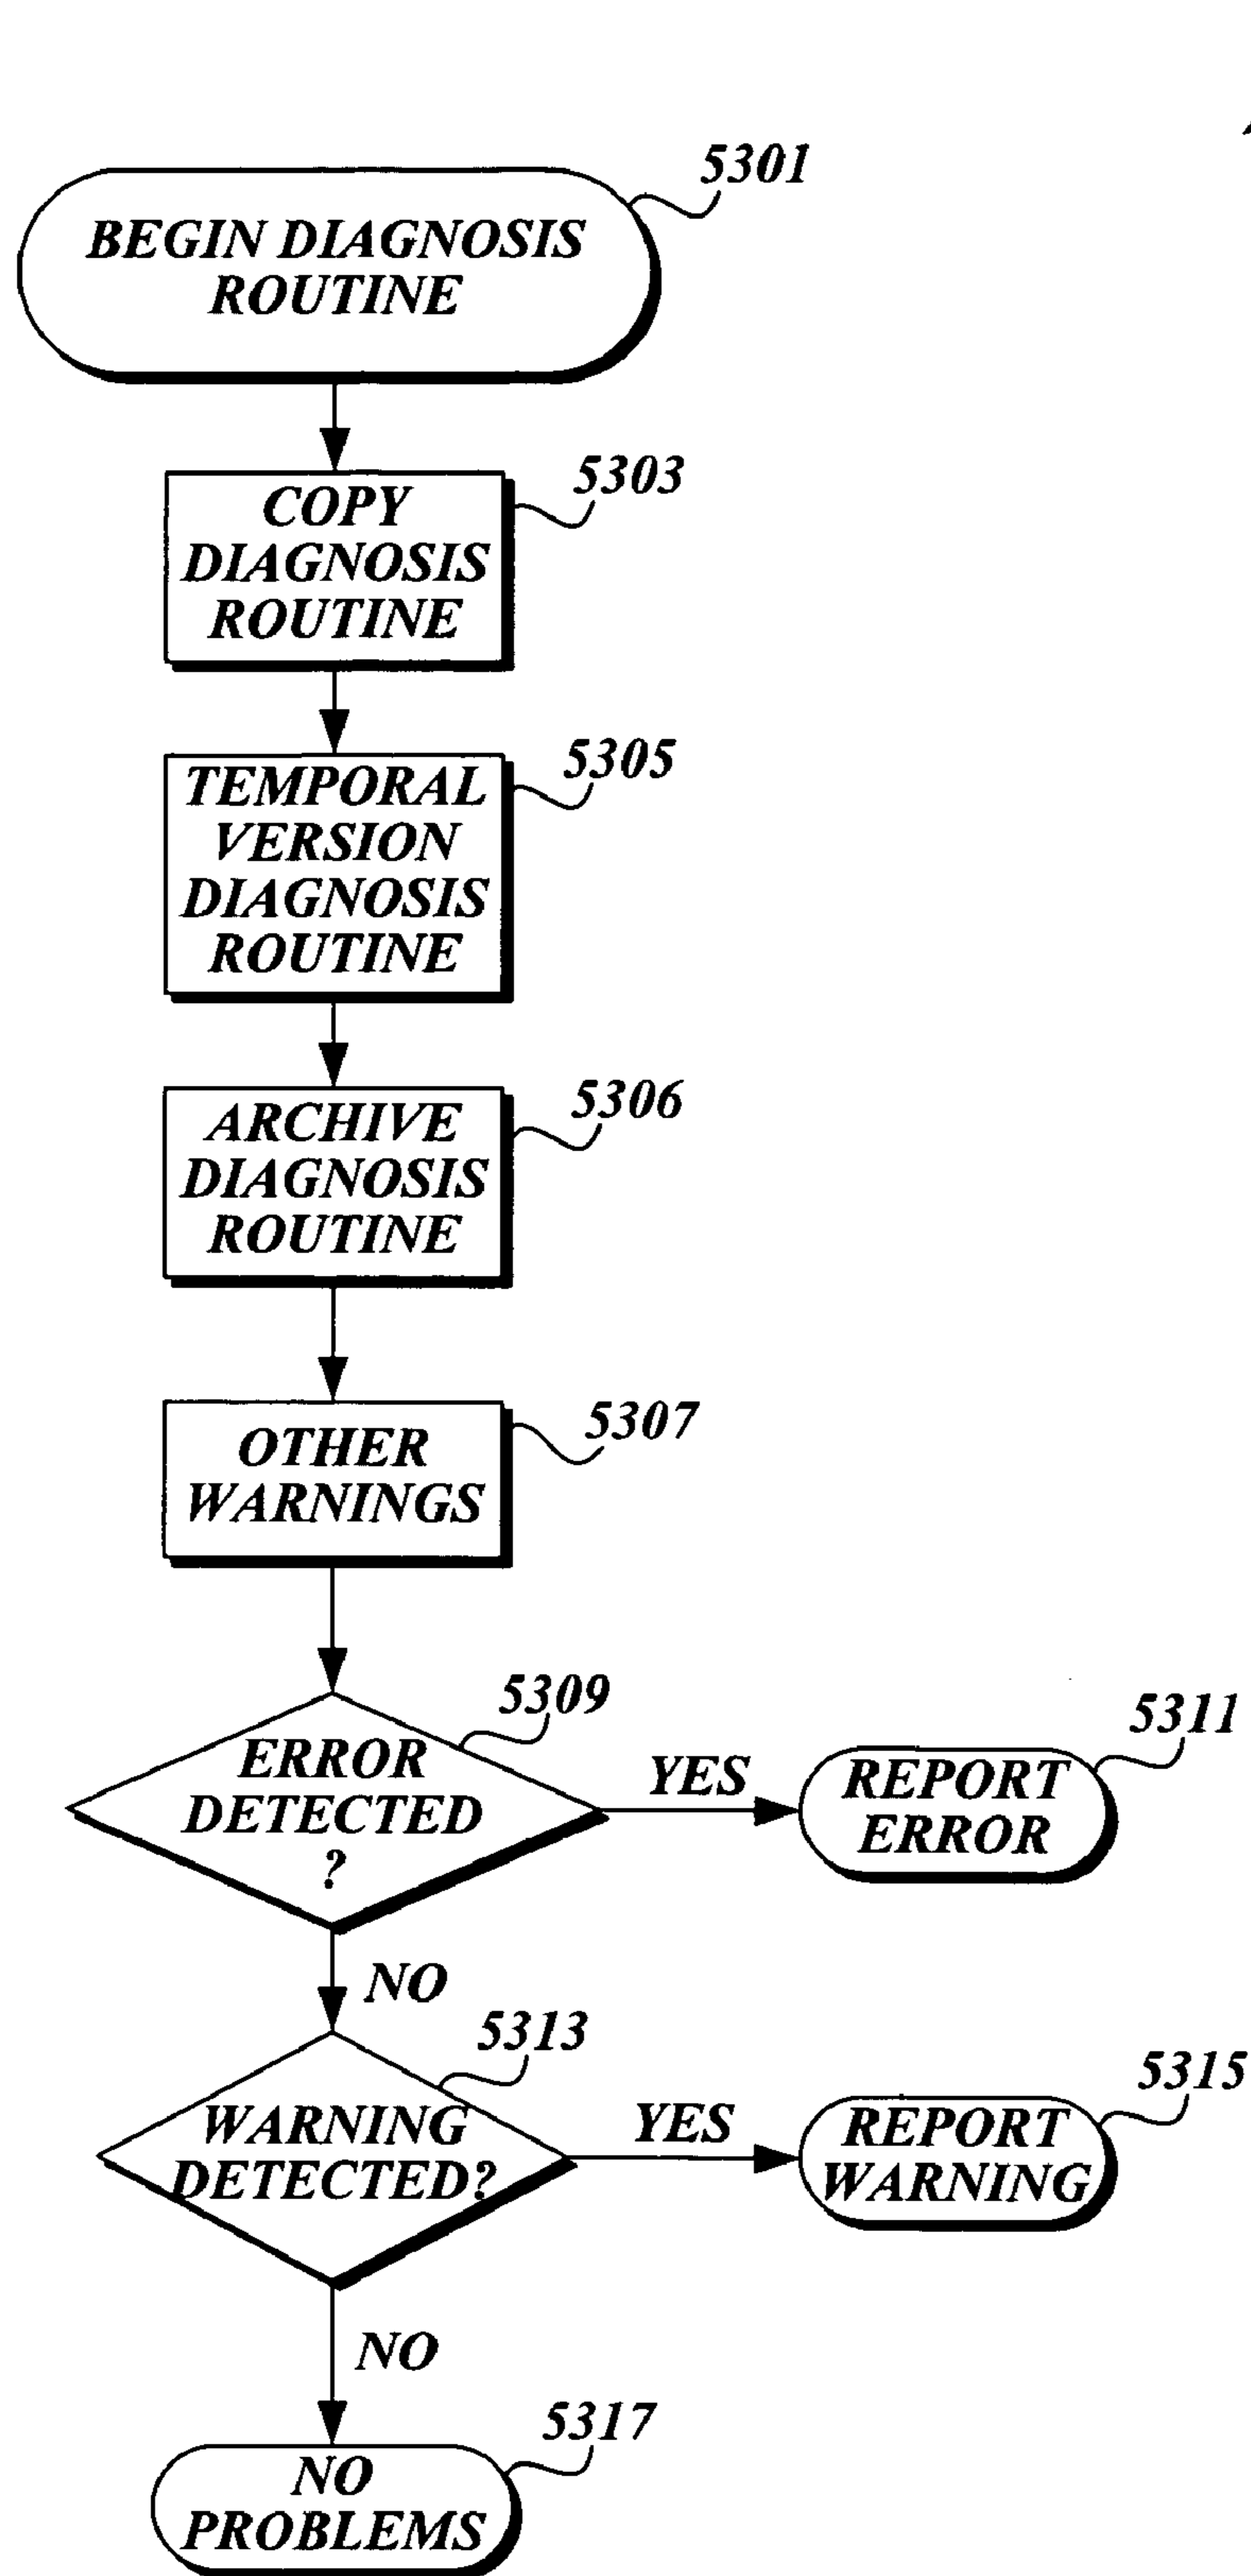 5301
BEGIN DIAGNOSIS
ROUTINE
5303
COPY
DIAGNOSIS
ROUTINE
5305
TEMPORAL
VERSION
DIAGNOSIS
ROUTINE
5306
ARCHIVE
DIAGNOSIS
ROUTINE
5307
OTHER
WARNINGS
5309
ERROR
DETECTED
?
YES
5311
REPORT
ERROR
NO
5313
WARNING
DETECTED?
YES
5315
REPORT
WARNING
NO
5317
NO
PROBLEMS